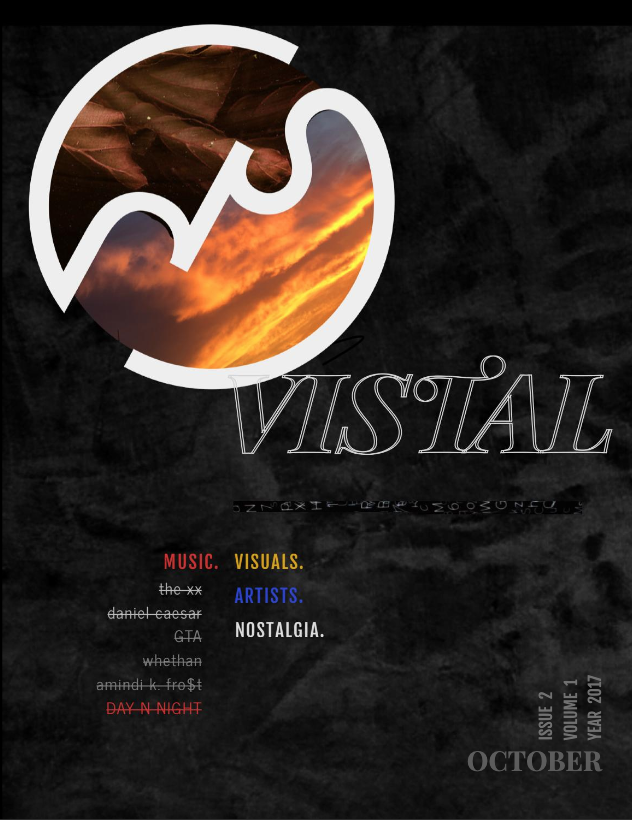 VISTAL
MUSIC. VISUALS.
the xx
ARTISTS.
daniel caesar
NOSTALGIA.
GTA
whethan
amindi k. fro$t
DAY N NIGHT
ISSUE 2
VOLUME 1
YEAR 2017
OCTOBER